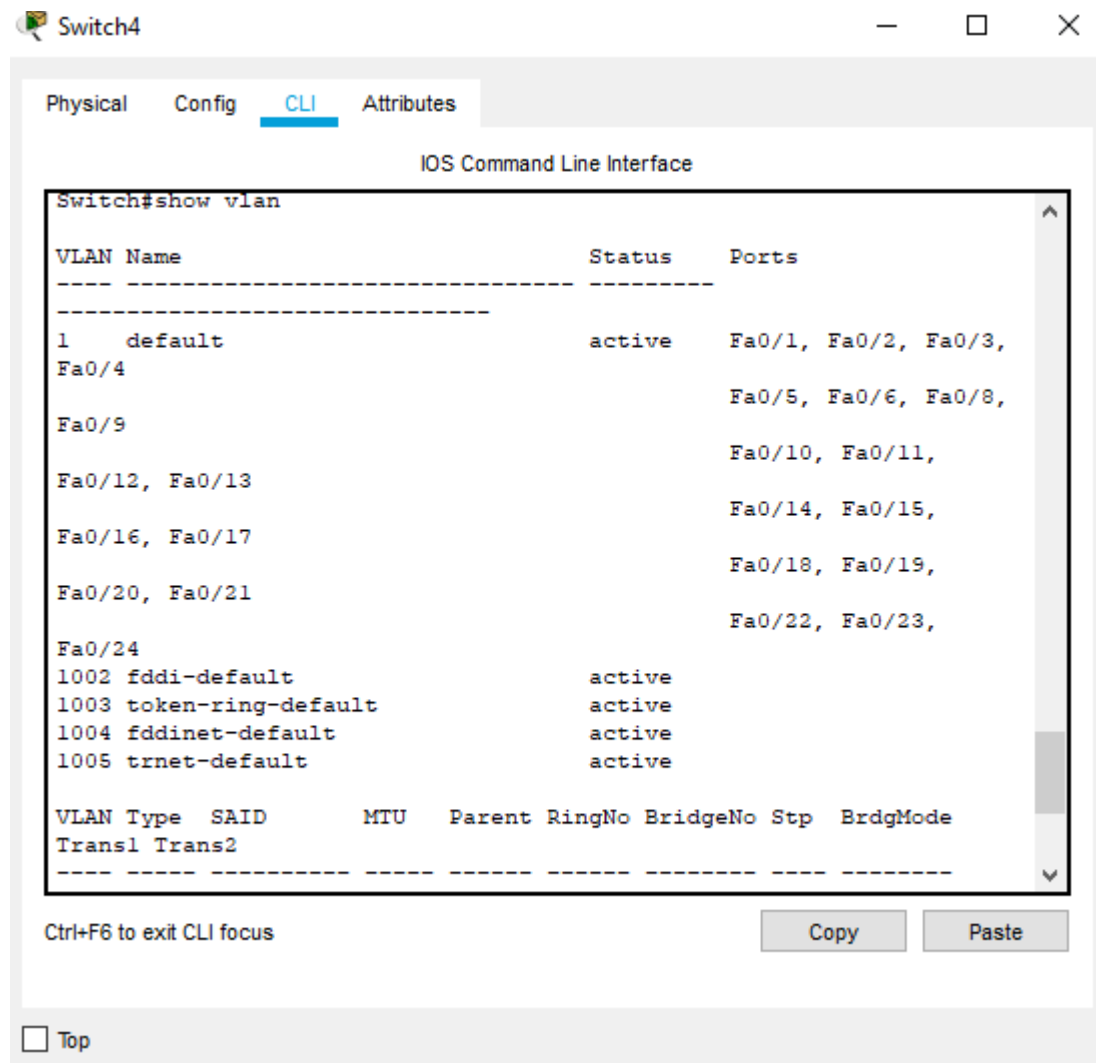 Switch4
Physical Config CLI Attributes
IOS Command Line Interface
Switch#show vlan
VLAN Name Status Ports
---- -------------------------------- ---------
-------------------------------
1 default active Fa0/1, Fa0/2, Fa0/3,
Fa0/4
Fa0/5, Fa0/6, Fa0/8,
Fa0/9
Fa0/10, Fa0/11,
Fa0/12, Fa0/13
Fa0/14, Fa0/15,
Fa0/16, Fa0/17
Fa0/18, Fa0/19,
Fa0/20, Fa0/21
Fa0/22, Fa0/23,
Fa0/24
1002 fddi-default active
1003 token-ring-default active
1004 fddinet-default active
1005 trnet-default active
VLAN Type SAID MTU Parent RingNo BridgeNo Stp BrdgMode
Trans1 Trans2
---- ----- ---------- ----- ------ ------ -------- ---- --------
Ctrl+F6 to exit CLI focus Copy Paste
Top